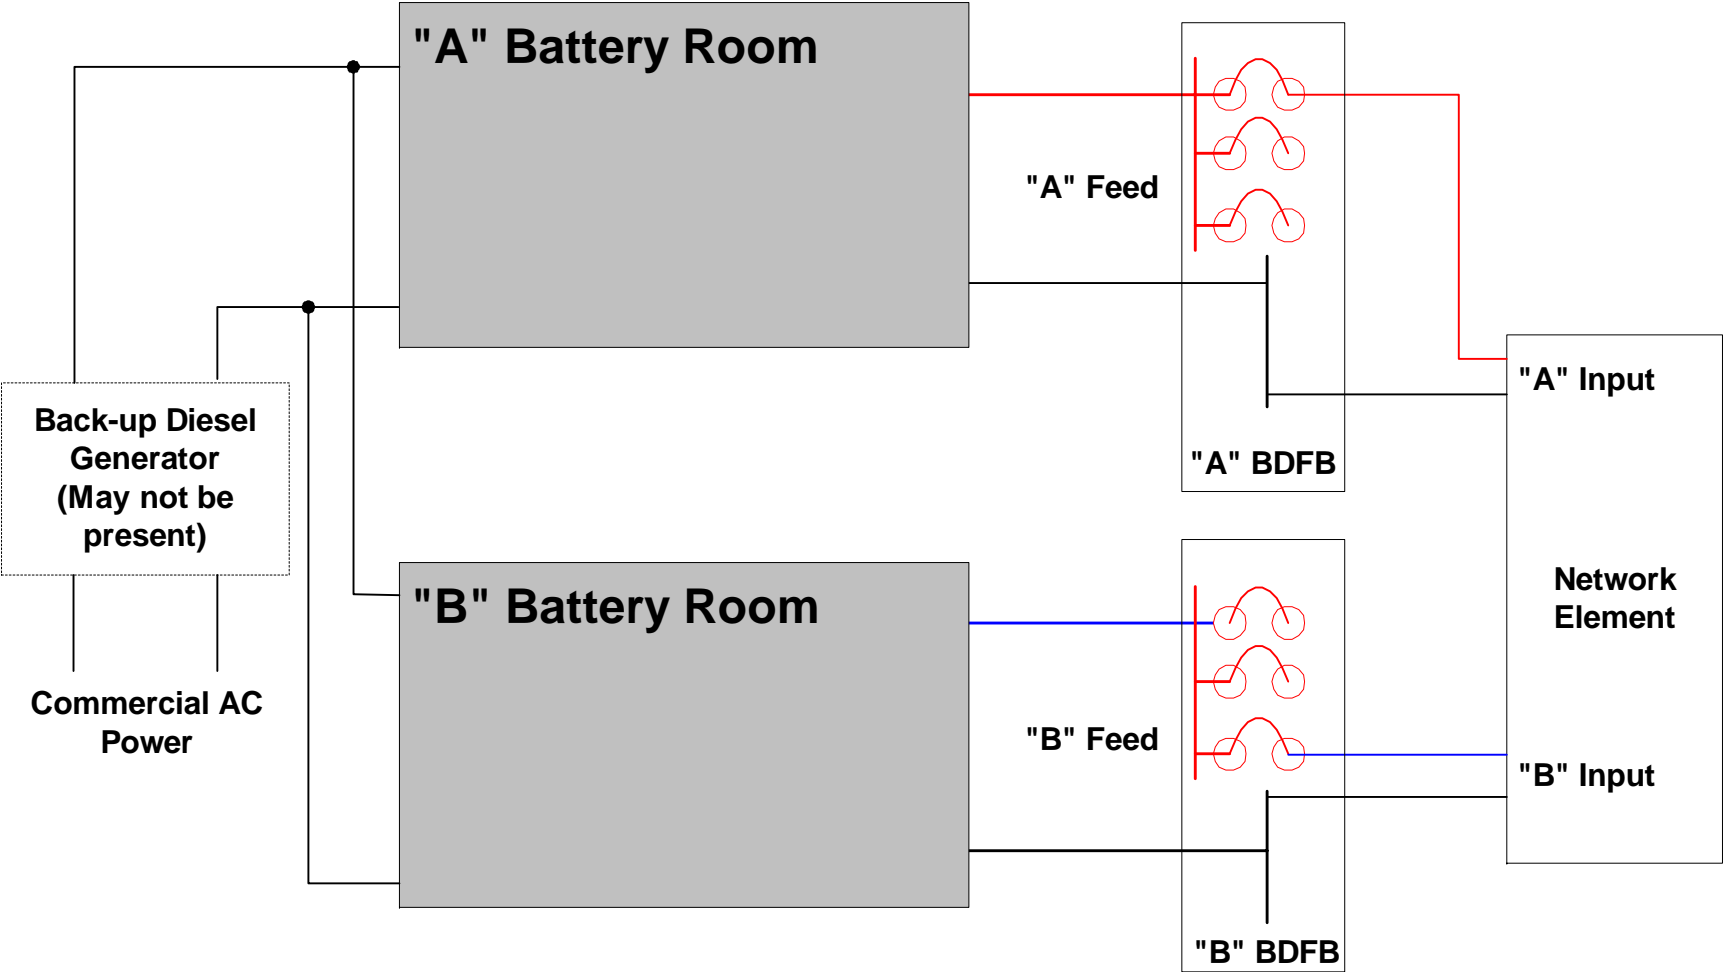 "A" Battery Room
"A" Feed
"A" Input
Back-up Diesel
Generator
(May not be
present)
"A" BDFB
Network
Element
"B" Battery Room
Commercial AC
Power
"B" Feed
"B" Input
"B" BDFB